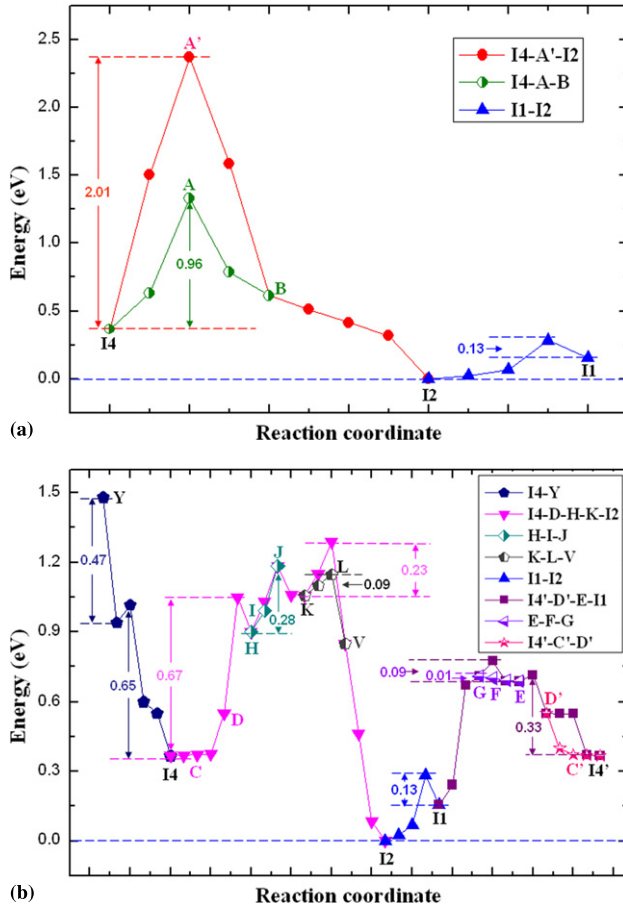 2.5
2.0
1.5
1.0
0.5
0.0
Energy (eV)
A'
A
B
I4
I2
I1
2.01
0.96
0.13
I4-A'-I2
I4-A-B
I1-I2
Reaction coordinate
(a)
1.5
1.2
0.9
0.6
0.3
0.0
Energy (eV)
Y
0.47
0.65
0.67
I4
C
D
H
I
J
0.28
K
L
V
0.09
0.23
I2
0.13
I1
0.09
0.01
G
F
E
0.33
D'
C'
I4'
I4-Y
I4-D-H-K-I2
H-I-J
K-L-V
I1-I2
I4'-D'-E-I1
E-F-G
I4'-C'-D'
Reaction coordinate
(b)